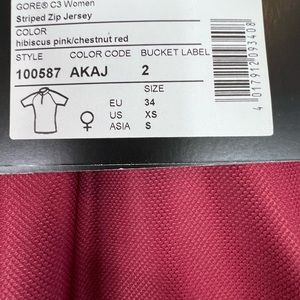 GORE® C3 Women
Striped Zip Jersey
COLOR
hibiscus pink/chestnut red
STYLE COLOR CODE BUCKET LABEL
100587 AKAJ 2
SIZE
EU 34
US XS
ASIA S
4 017912 093408